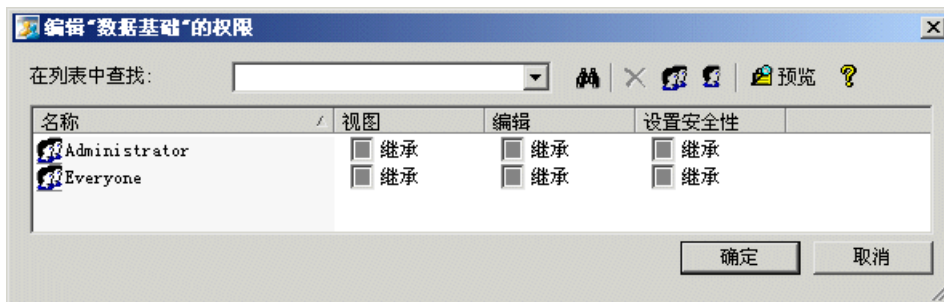 编辑“数据基础”的权限
在列表中查找:
预览
名称 视图 编辑 设置安全性
Administrator 继承 继承 继承
Everyone 继承 继承 继承
确定 取消